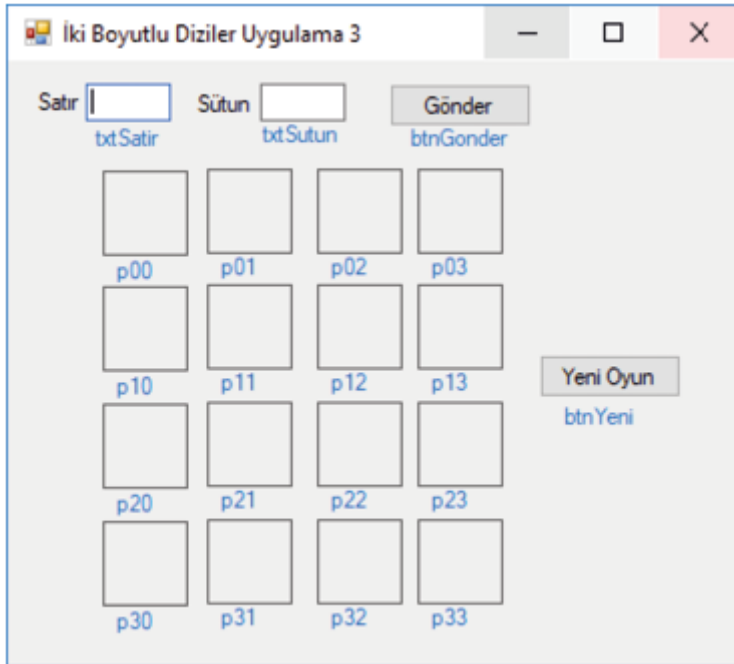 İki Boyutlu Diziler Uygulama 3
Satır Sütun Gönder
txtSatir txtSutun btnGonder
p00 p01 p02 p03
p10 p11 p12 p13
Yeni Oyun
btnYeni
p20 p21 p22 p23
p30 p31 p32 p33